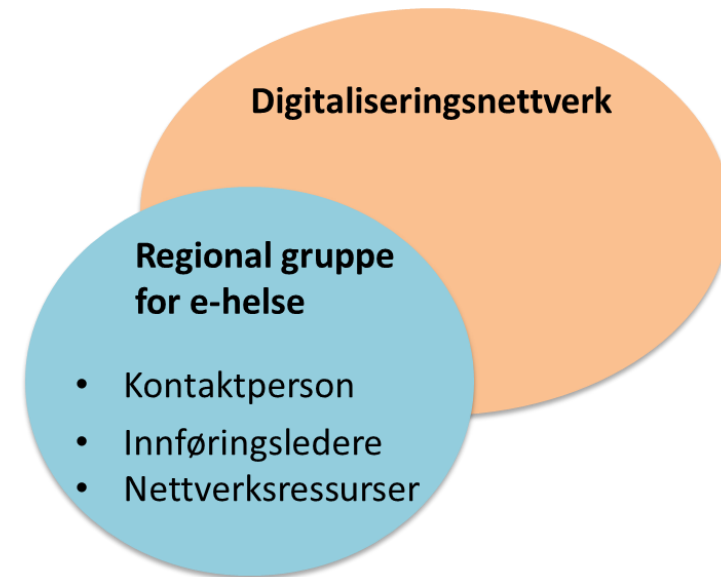 Digitaliseringsnettverk
Regional gruppe
for e-helse
• Kontaktperson
• Innføringsledere
• Nettverksressurser